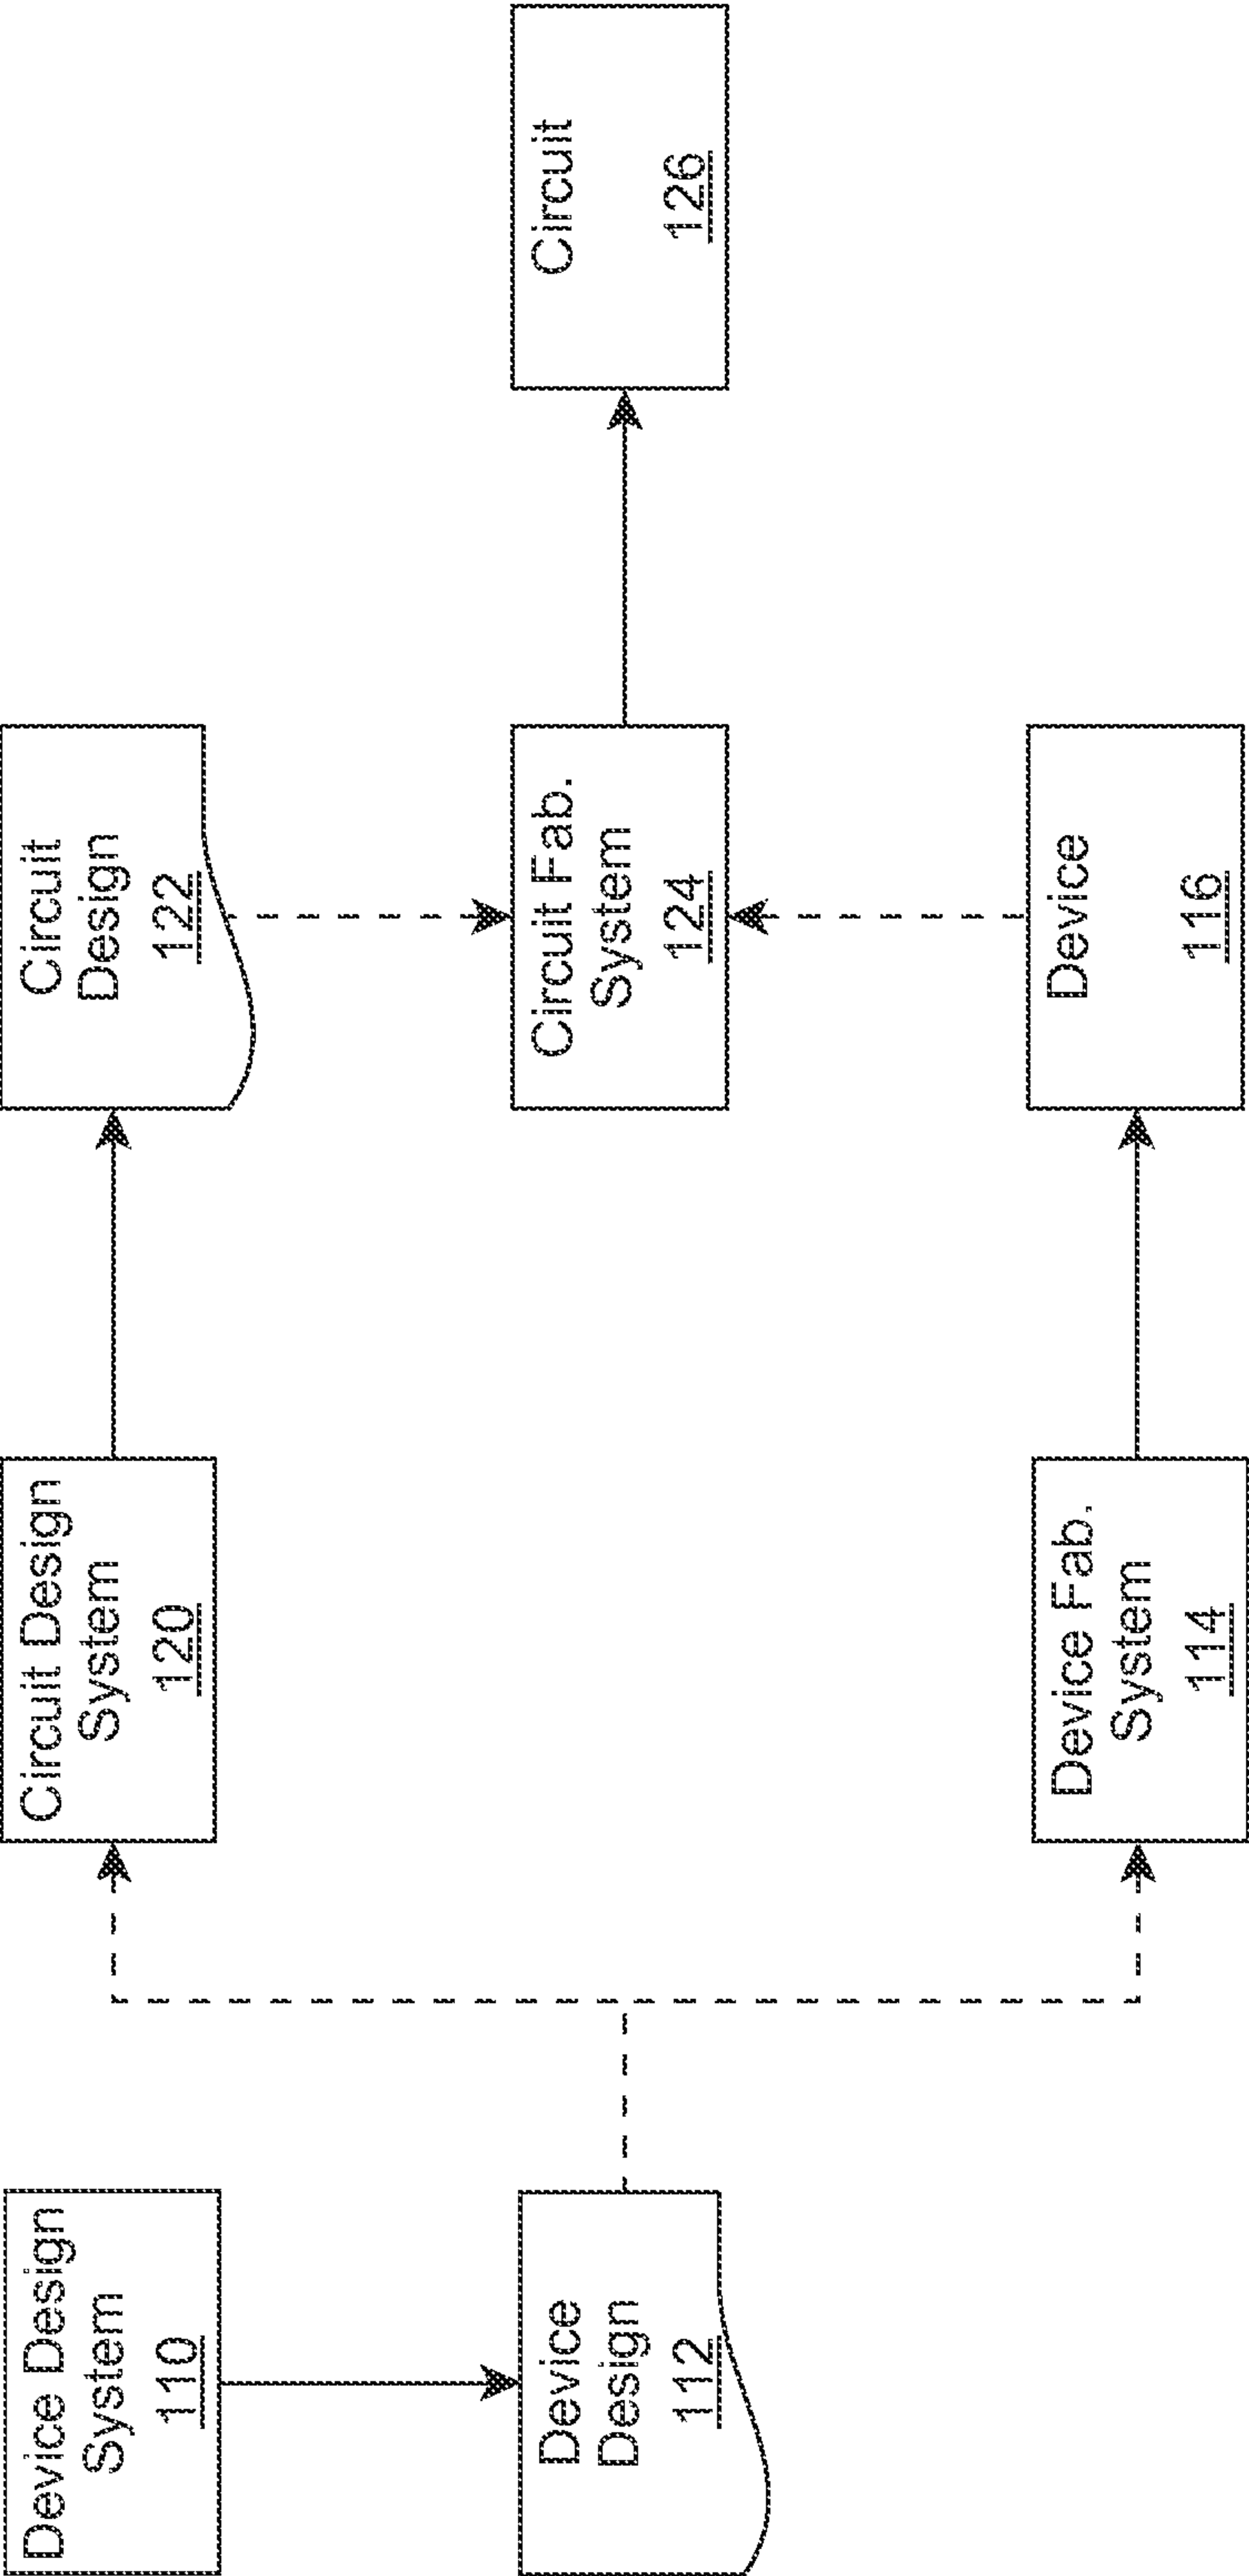 Device Design
System
110
Device
Design
112
Circuit Design
System
120
Device Fab.
System
114
Circuit
Design
122
Circuit Fab.
System
124
Device
116
Circuit
126